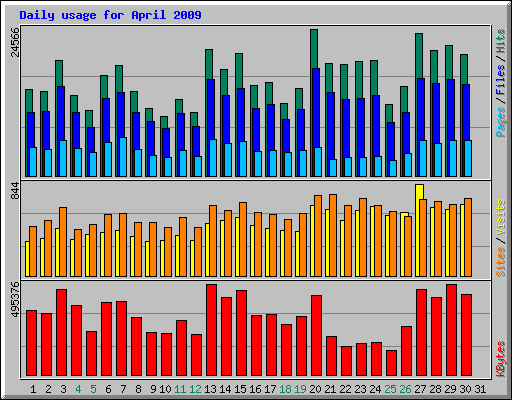 Daily usage for April 2009
24566
Pages / Files / Hits
844
Sites / Visits
495376
KBytes
1 2 3 4 5 6 7 8 9 10 11 12 13 14 15 16 17 18 19 20 21 22 23 24 25 26 27 28 29 30 31